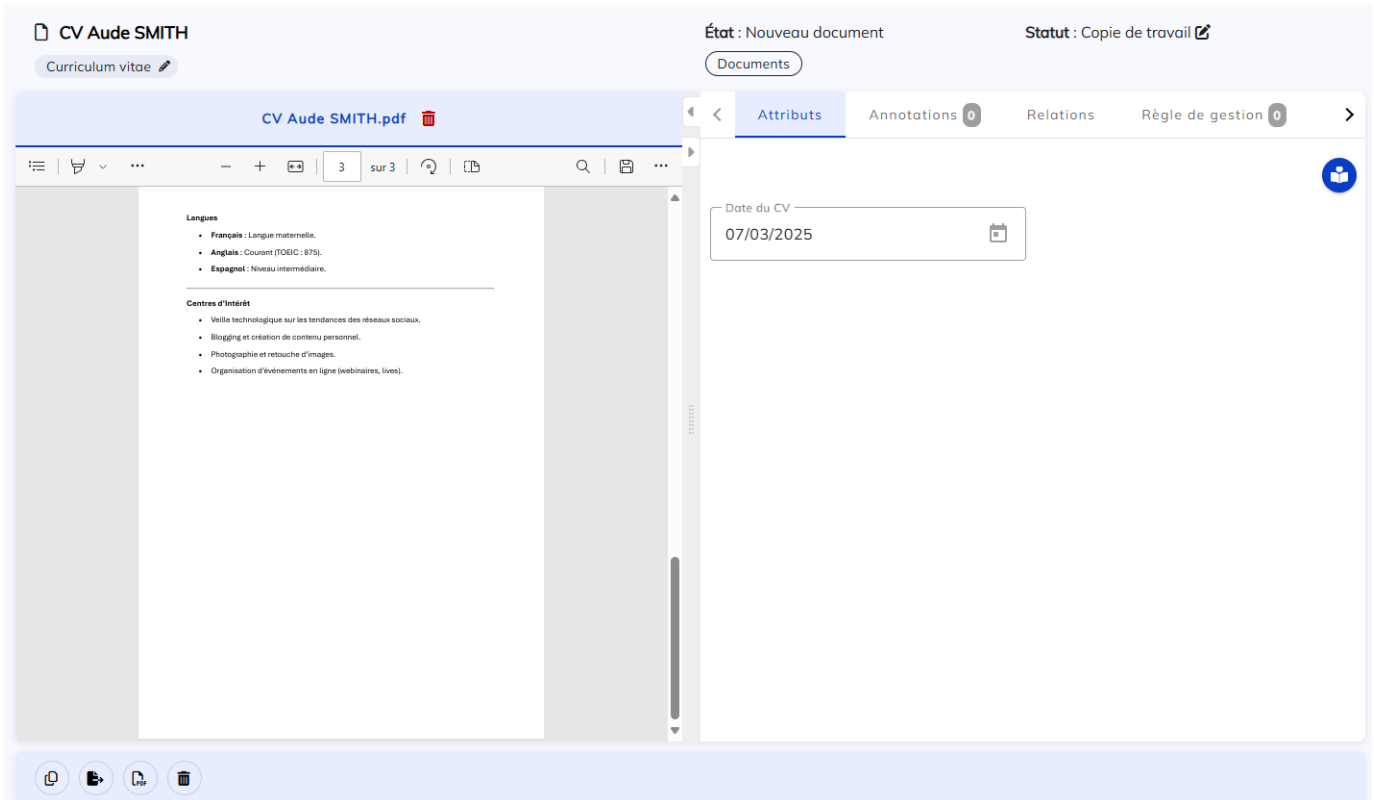 CV Aude SMITH
Curriculum vitae
État : Nouveau document
Statut : Copie de travail
Documents
CV Aude SMITH.pdf
Attributs
Annotations 0
Relations
Règle de gestion 0
3 sur 3
Langues
• Français : Langue maternelle.
• Anglais : Courant (TOEIC : 875).
• Espagnol : Niveau intermédiaire.
Centres d'Intérêt
• Veille technologique sur les tendances des réseaux sociaux.
• Blogging et création de contenu personnel.
• Photographie et retouche d'images.
• Organisation d'événements en ligne (webinaires, lives).
Date du CV
07/03/2025
PDF